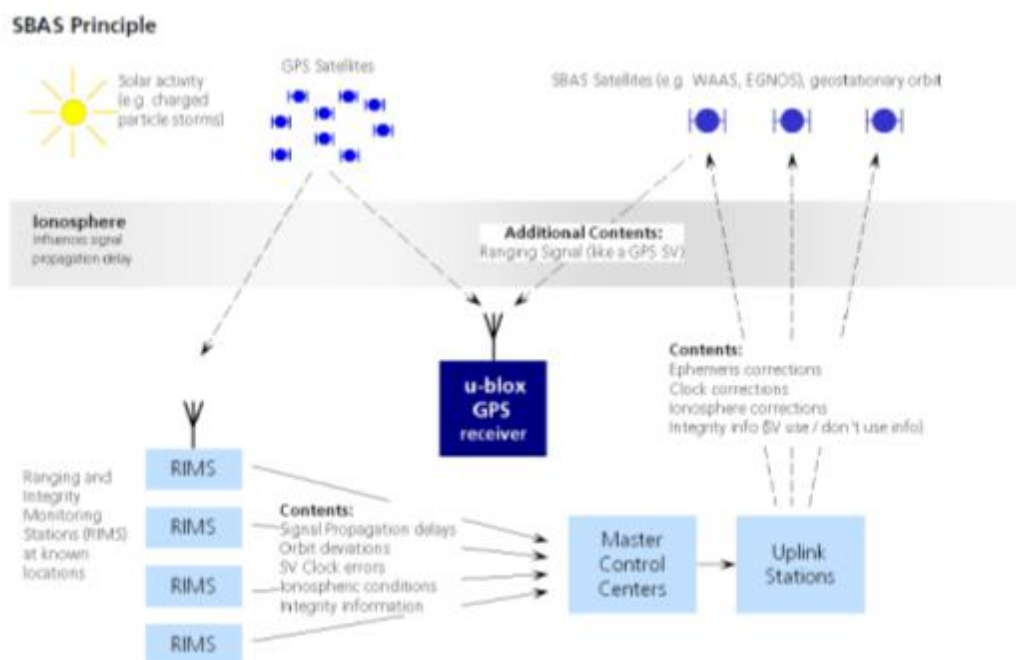 SBAS Principle
Solar activity
(e.g. charged
particle storms)
GPS Satellites
SBAS Satellites (e.g. WAAS, EGNOS), geostationary orbit
Ionosphere
Influences signal
propagation delay
Additional Contents:
Ranging Signal (like a GPS SV)
u-blox
GPS
receiver
Contents:
Ephemeris corrections
Clock corrections
Ionosphere corrections
Integrity info (SV use / don't use info)
Ranging and
Integrity
Monitoring
Stations (RIMS)
at known
locations
RIMS
RIMS
RIMS
RIMS
Contents:
Signal Propagation delays
Orbit deviations
SV Clock errors
Ionospheric conditions
Integrity information
Master
Control
Centers
Uplink
Stations